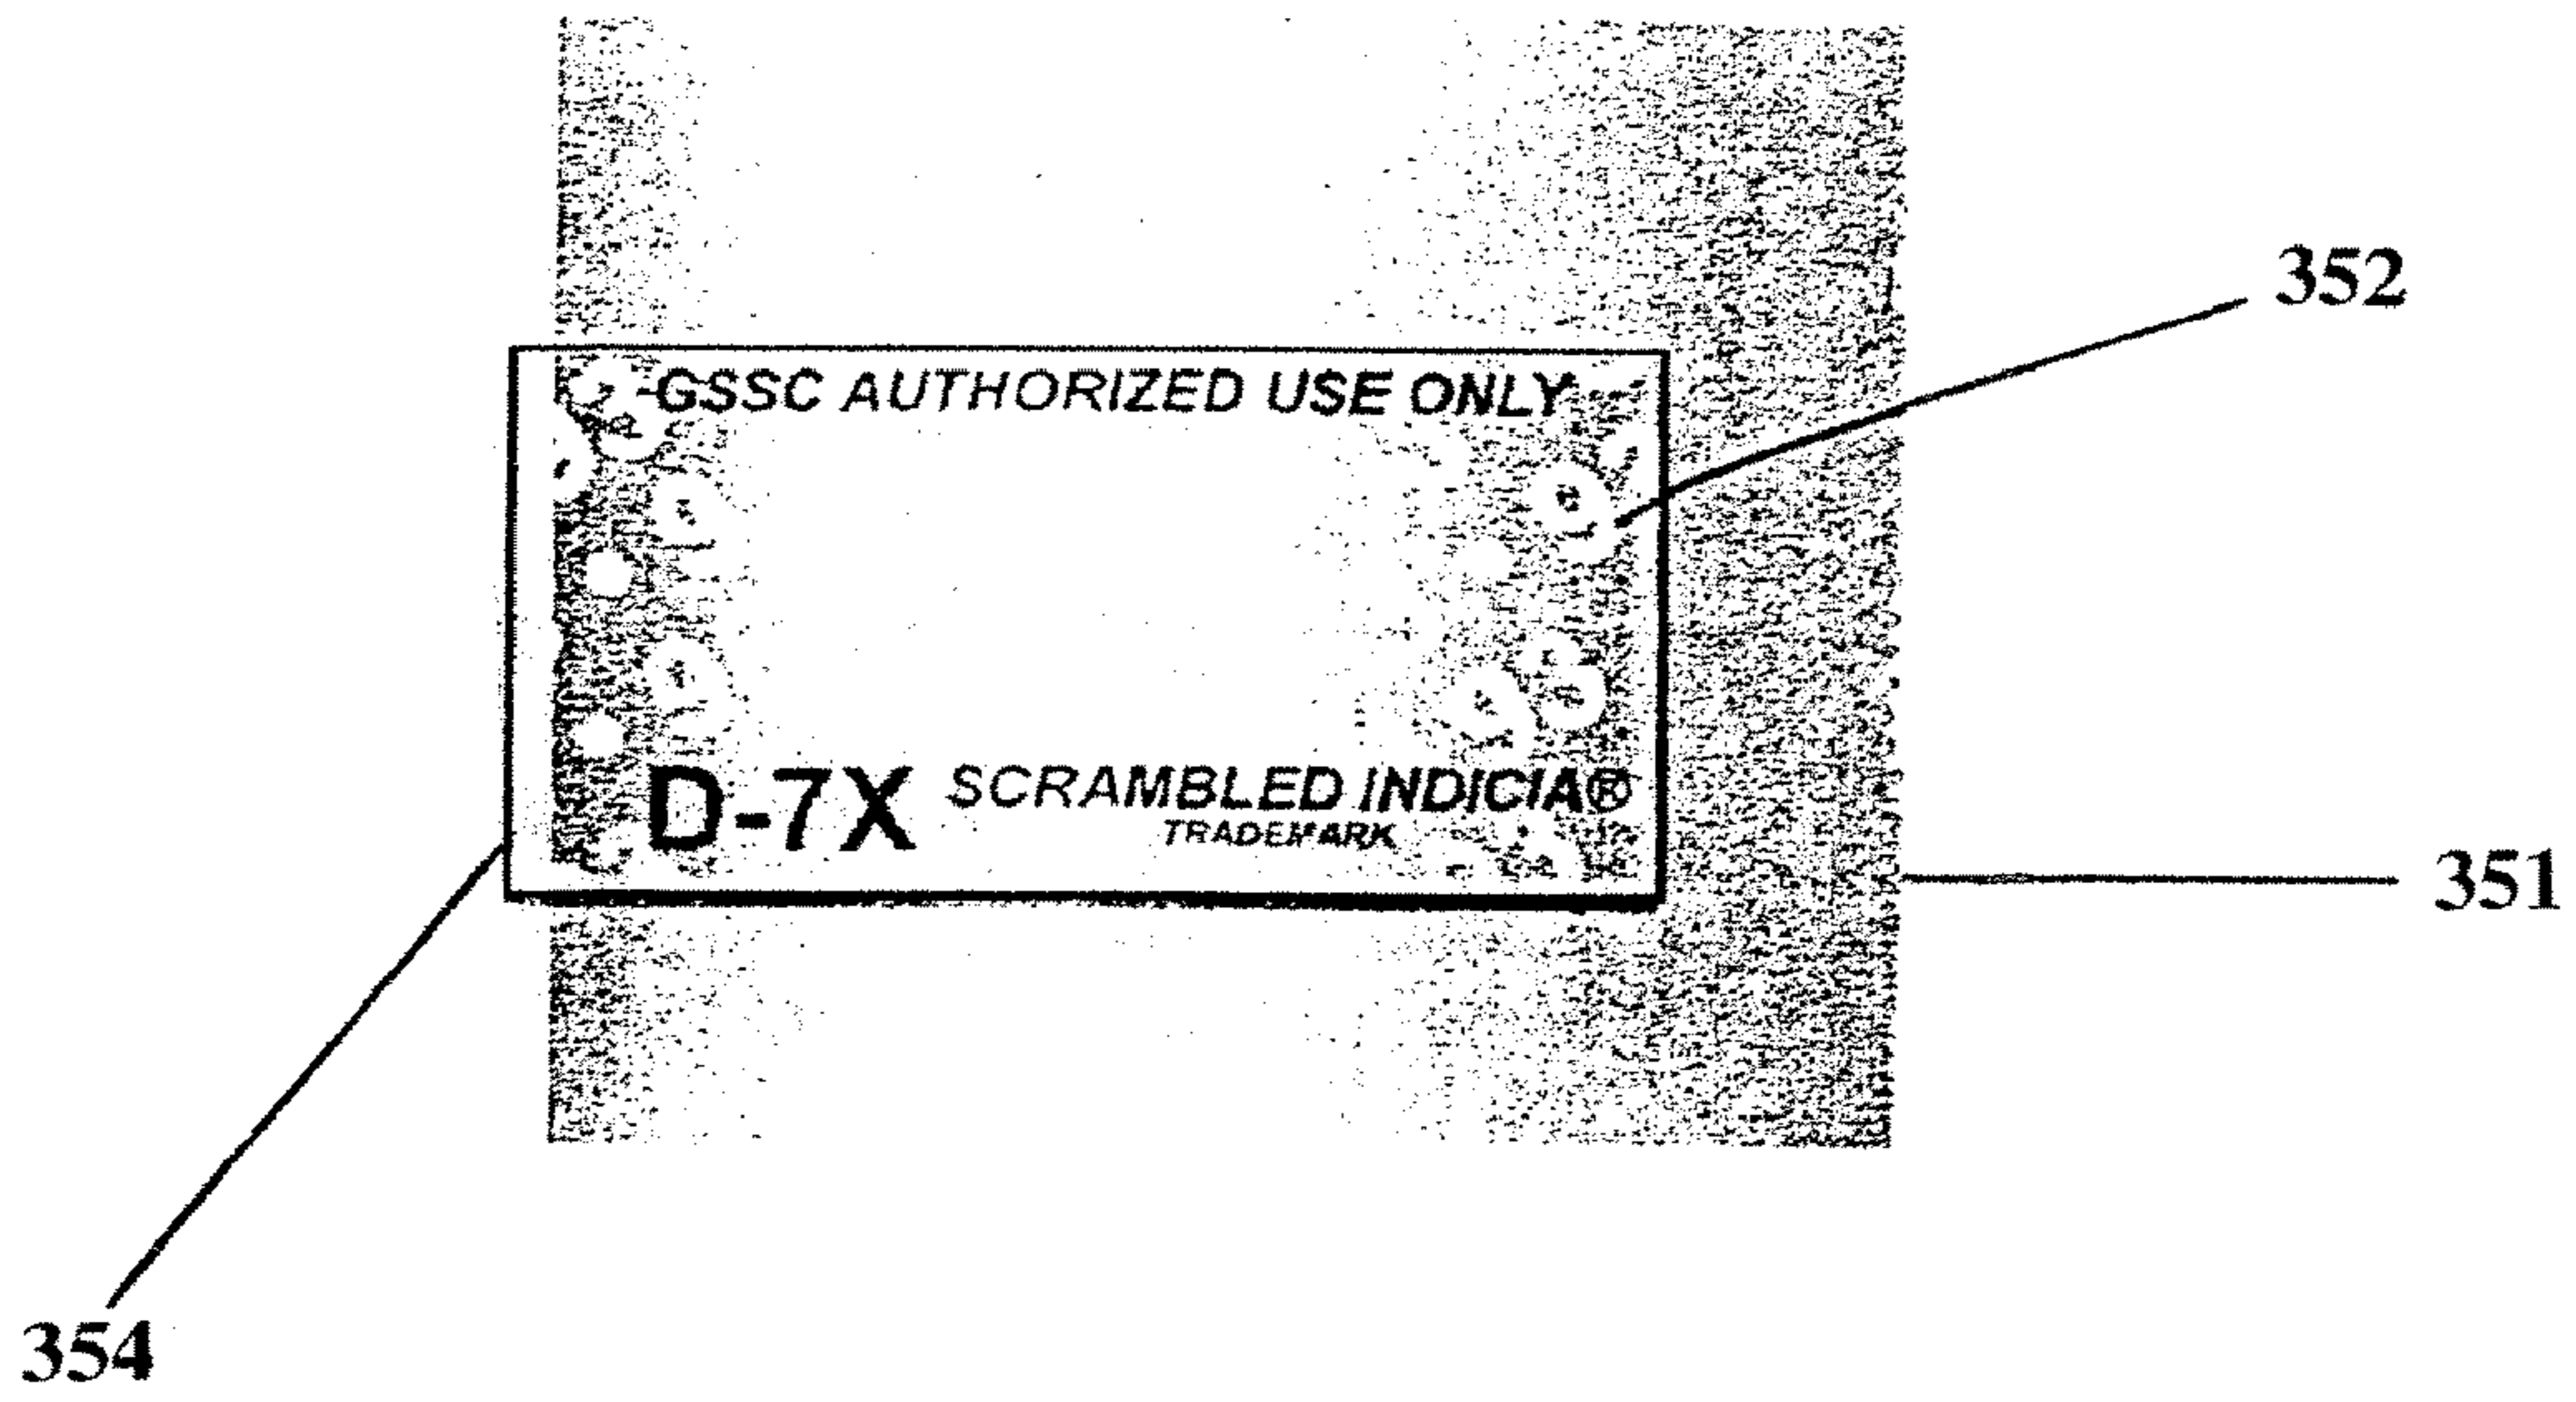 352
GSSC AUTHORIZED USE ONLY
D-7X SCRAMBLED INDICIA®
TRADEMARK
351
354